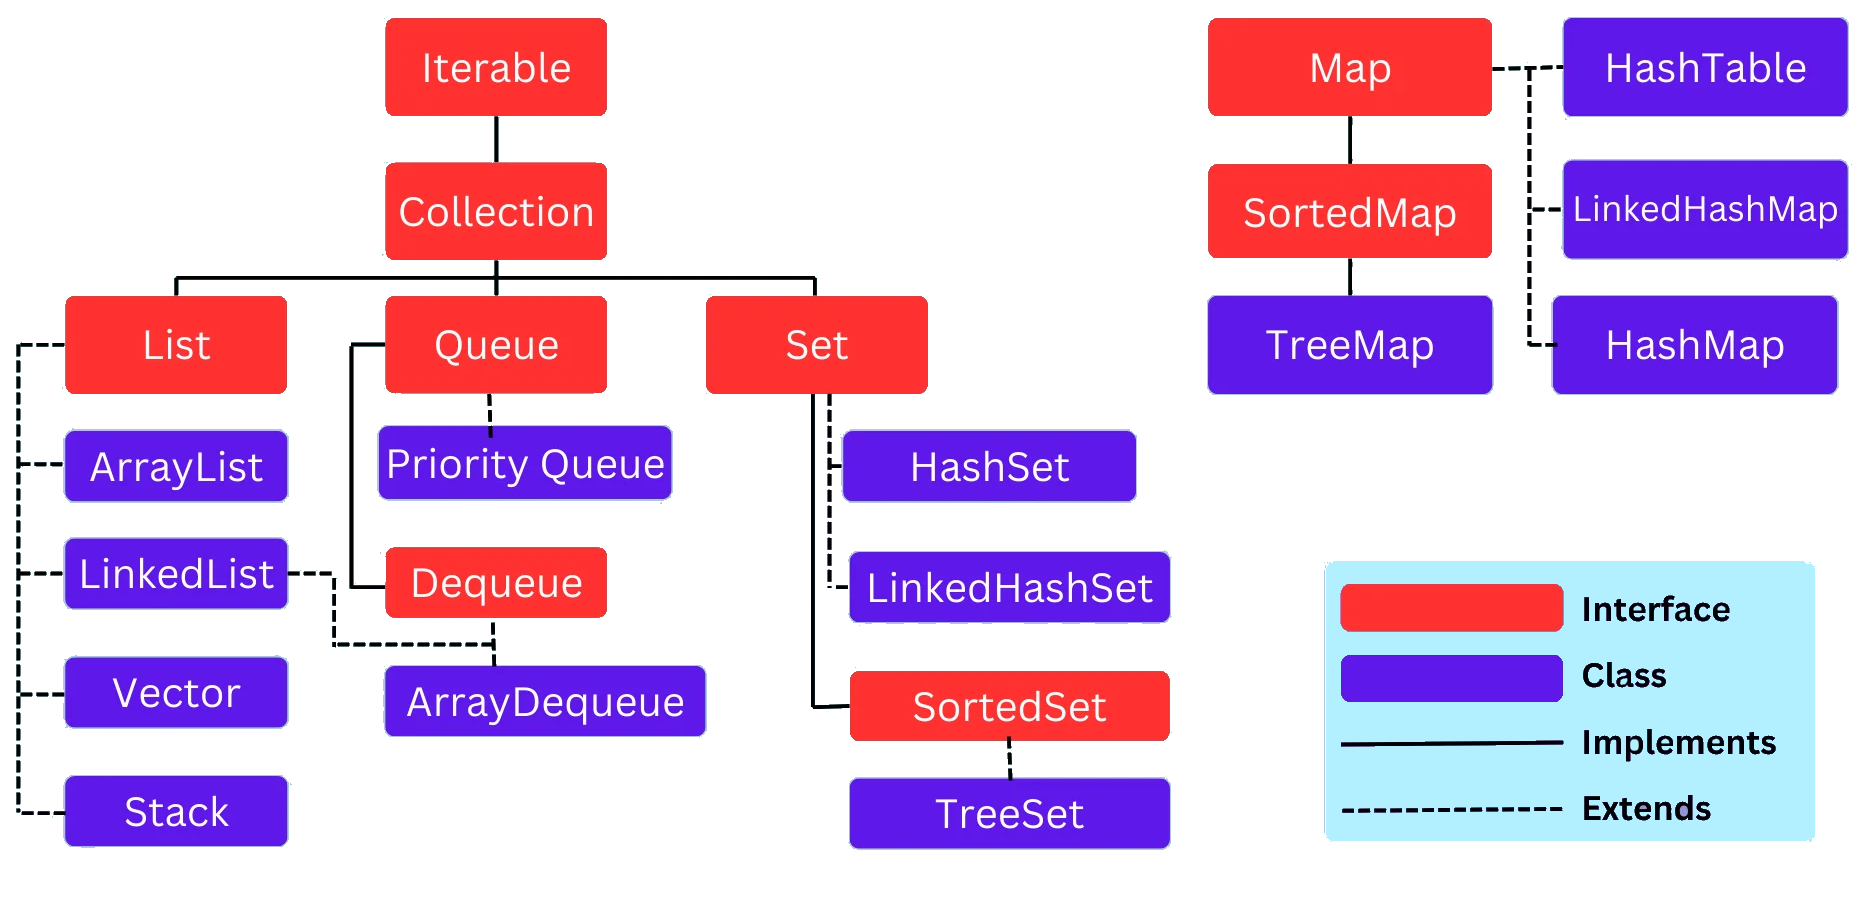 Iterable
Collection
List
Queue
Set
ArrayList
Priority Queue
HashSet
LinkedList
Dequeue
LinkedHashSet
Vector
ArrayDequeue
SortedSet
Stack
TreeSet
Map
HashTable
SortedMap
LinkedHashMap
TreeMap
HashMap
Interface
Class
Implements
Extends